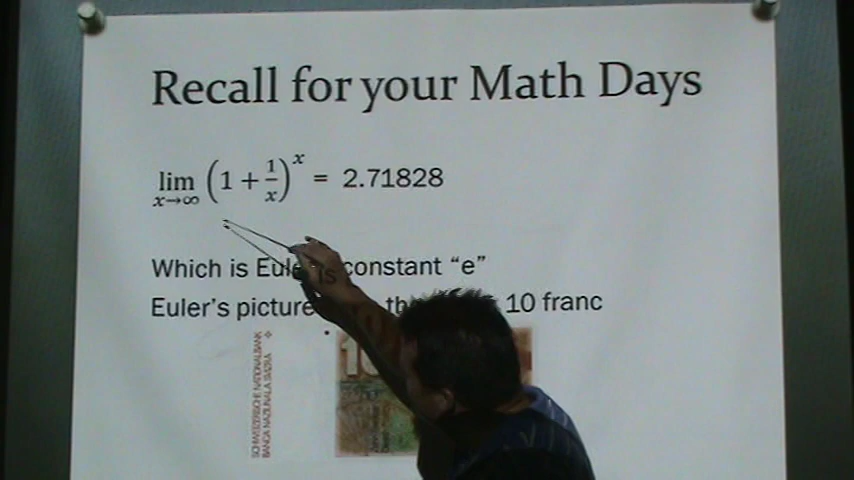 Recall for your Math Days
lim x→∞ (1 + 1/x)^x = 2.71828
Which is Euler's constant “e”
Euler's picture 10 franc
10
SCHWEIZERISCHE NATIONALBANK
BANCA NAZIUNALA SVIZRA